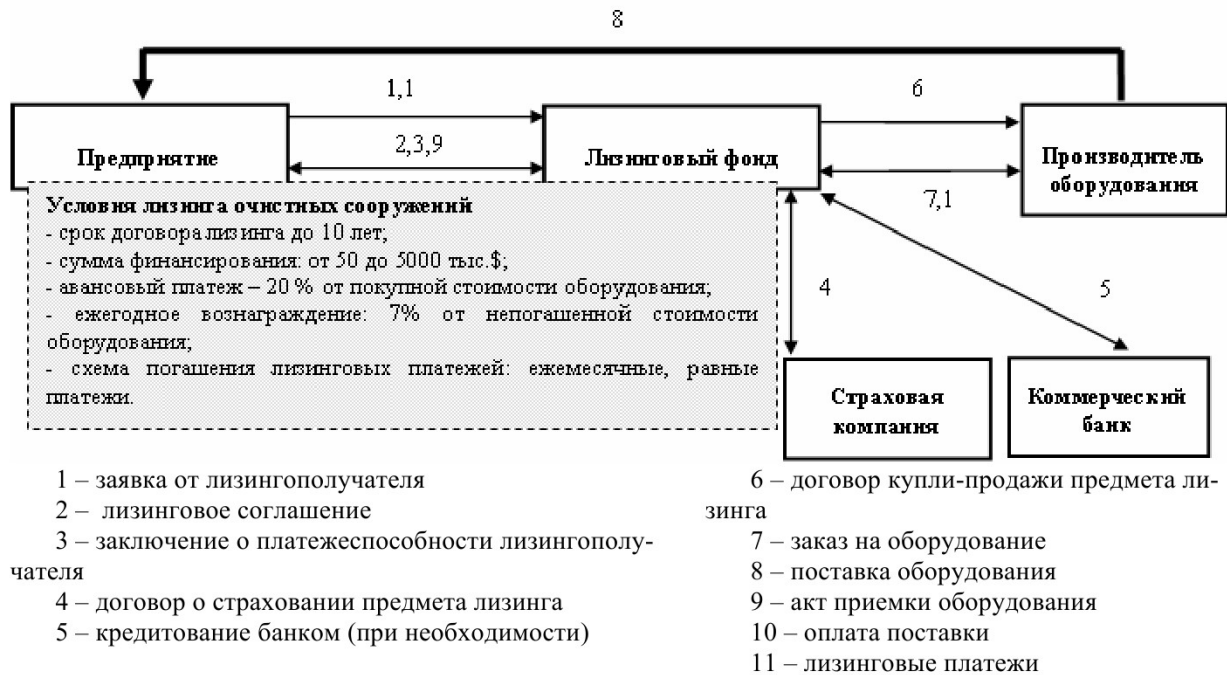 8
1,1
6
2,3,9
Предприятие
Лизинговый фонд
Производитель
оборудования
7,1
Условия лизинга очистных сооружений
- срок договора лизинга до 10 лет;
- сумма финансирования: от 50 до 5000 тыс.$;
- авансовый платеж – 20 % от покупной стоимости оборудования;
- ежегодное вознаграждение: 7% от непогашенной стоимости
оборудования;
- схема погашения лизинговых платежей: ежемесячные, равные
платежи.
4
5
Страховая
компания
Коммерческий
банк
1 – заявка от лизингополучателя
2 – лизинговое соглашение
3 – заключение о платежеспособности лизингополу-
чателя
4 – договор о страховании предмета лизинга
5 – кредитование банком (при необходимости)
6 – договор купли-продажи предмета ли-
зинга
7 – заказ на оборудование
8 – поставка оборудования
9 – акт приемки оборудования
10 – оплата поставки
11 – лизинговые платежи